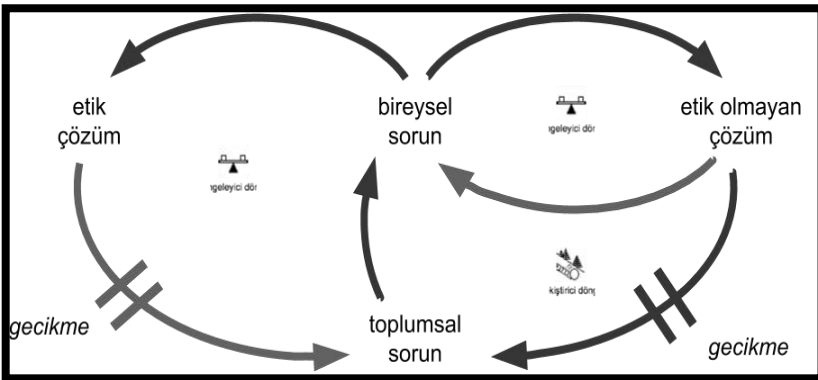 etik
çözüm
bireysel
sorun
etik olmayan
çözüm
toplumsal
sorun
gecikme
gecikme